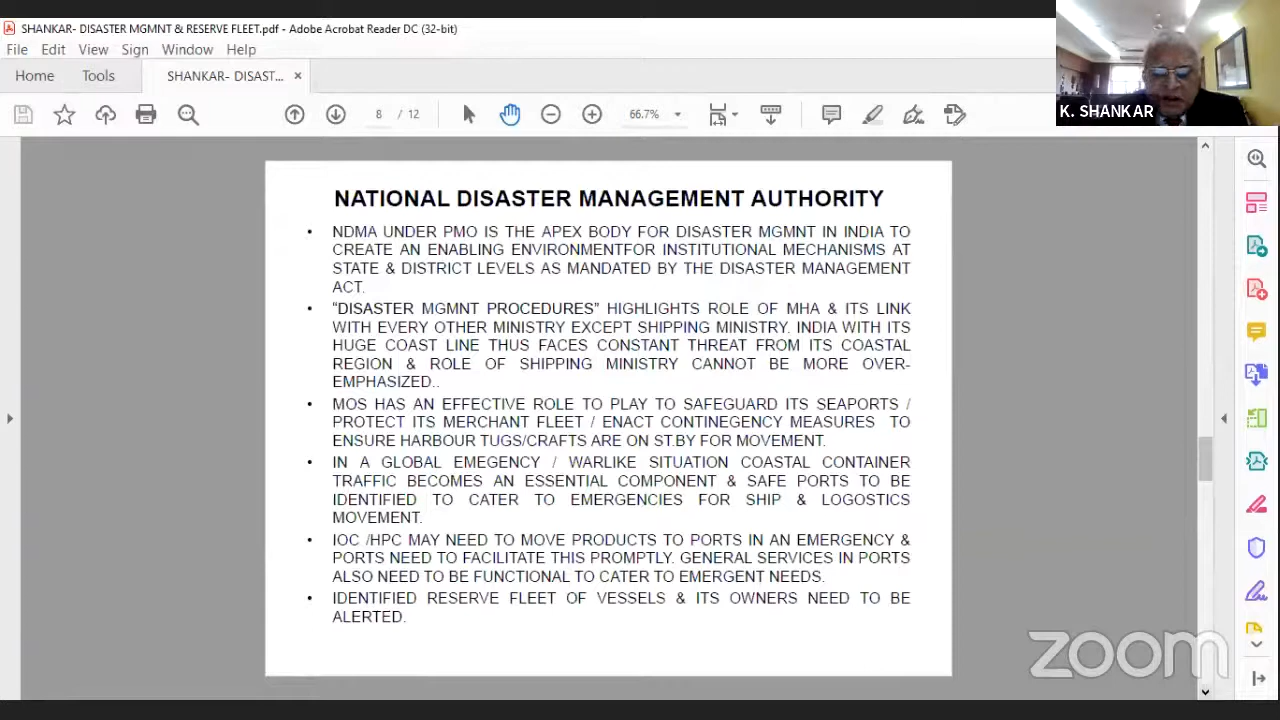 SHANKAR- DISASTER MGMNT & RESERVE FLEET.pdf - Adobe Acrobat Reader DC (32-bit)
File Edit View Sign Window Help
Home Tools SHANKAR- DISAST... ×
8 / 12 66.7%
K. SHANKAR
NATIONAL DISASTER MANAGEMENT AUTHORITY
• NDMA UNDER PMO IS THE APEX BODY FOR DISASTER MGMNT IN INDIA TO
CREATE AN ENABLING ENVIRONMENTFOR INSTITUTIONAL MECHANISMS AT
STATE & DISTRICT LEVELS AS MANDATED BY THE DISASTER MANAGEMENT
ACT.
• “DISASTER MGMNT PROCEDURES” HIGHLIGHTS ROLE OF MHA & ITS LINK
WITH EVERY OTHER MINISTRY EXCEPT SHIPPING MINISTRY. INDIA WITH ITS
HUGE COAST LINE THUS FACES CONSTANT THREAT FROM ITS COASTAL
REGION & ROLE OF SHIPPING MINISTRY CANNOT BE MORE OVER-
EMPHASIZED..
• MOS HAS AN EFFECTIVE ROLE TO PLAY TO SAFEGUARD ITS SEAPORTS /
PROTECT ITS MERCHANT FLEET / ENACT CONTINEGENCY MEASURES TO
ENSURE HARBOUR TUGS/CRAFTS ARE ON ST.BY FOR MOVEMENT.
• IN A GLOBAL EMEGENCY / WARLIKE SITUATION COASTAL CONTAINER
TRAFFIC BECOMES AN ESSENTIAL COMPONENT & SAFE PORTS TO BE
IDENTIFIED TO CATER TO EMERGENCIES FOR SHIP & LOGOSTICS
MOVEMENT.
• IOC /HPC MAY NEED TO MOVE PRODUCTS TO PORTS IN AN EMERGENCY &
PORTS NEED TO FACILITATE THIS PROMPTLY. GENERAL SERVICES IN PORTS
ALSO NEED TO BE FUNCTIONAL TO CATER TO EMERGENT NEEDS.
• IDENTIFIED RESERVE FLEET OF VESSELS & ITS OWNERS NEED TO BE
ALERTED.
zoom